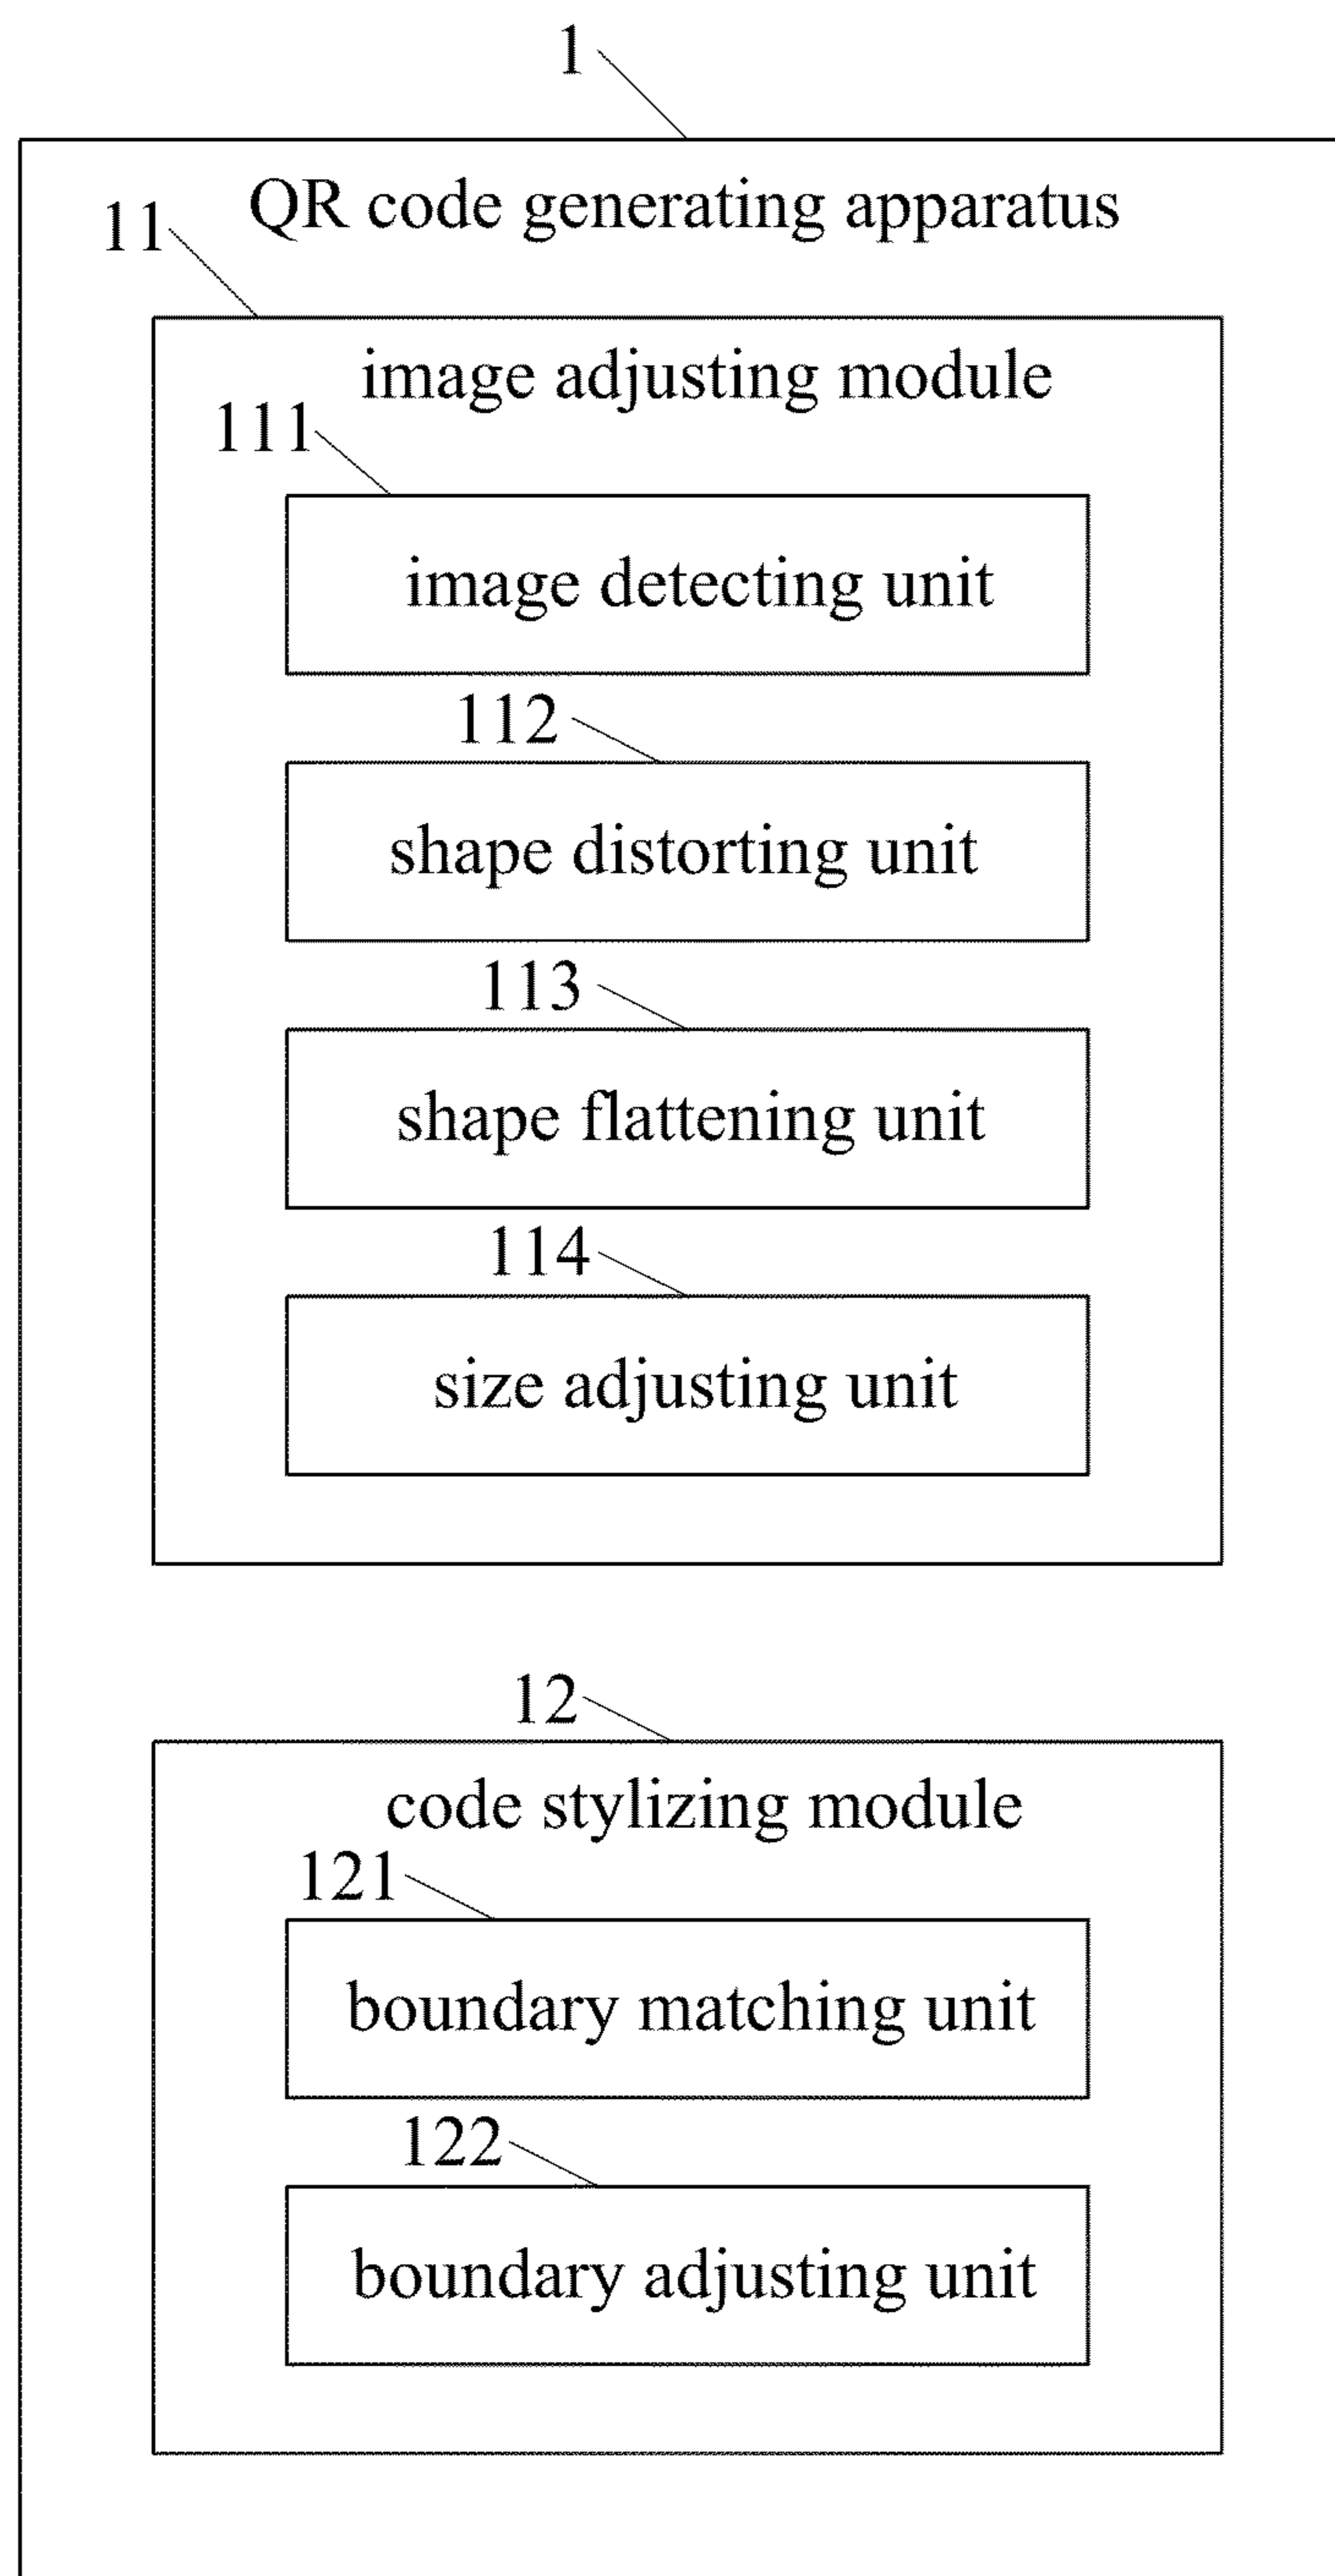 1
QR code generating apparatus
11
image adjusting module
111
image detecting unit
112
shape distorting unit
113
shape flattening unit
114
size adjusting unit
12
code stylizing module
121
boundary matching unit
122
boundary adjusting unit